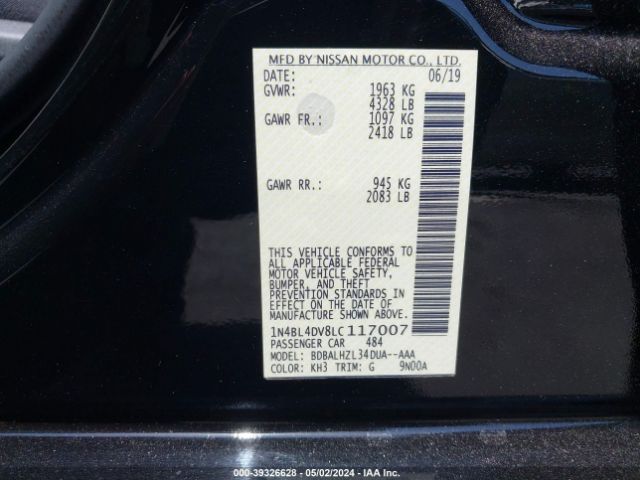 MFD BY NISSAN MOTOR CO., LTD.
DATE: 06/19
GVWR: 1963 KG
4328 LB
GAWR FR.: 1097 KG
2418 LB
GAWR RR.: 945 KG
2083 LB
THIS VEHICLE CONFORMS TO
ALL APPLICABLE FEDERAL
MOTOR VEHICLE SAFETY,
BUMPER, AND THEFT
PREVENTION STANDARDS IN
EFFECT ON THE DATE OF
MANUFACTURE SHOWN ABOVE.
1N4BL4DV8LC117007
PASSENGER CAR 484
MODEL: BDBALHZL34DUA--AAA
COLOR: KH3 TRIM: G 9N00A
000-39326628 - 05/02/2024 - IAA Inc.